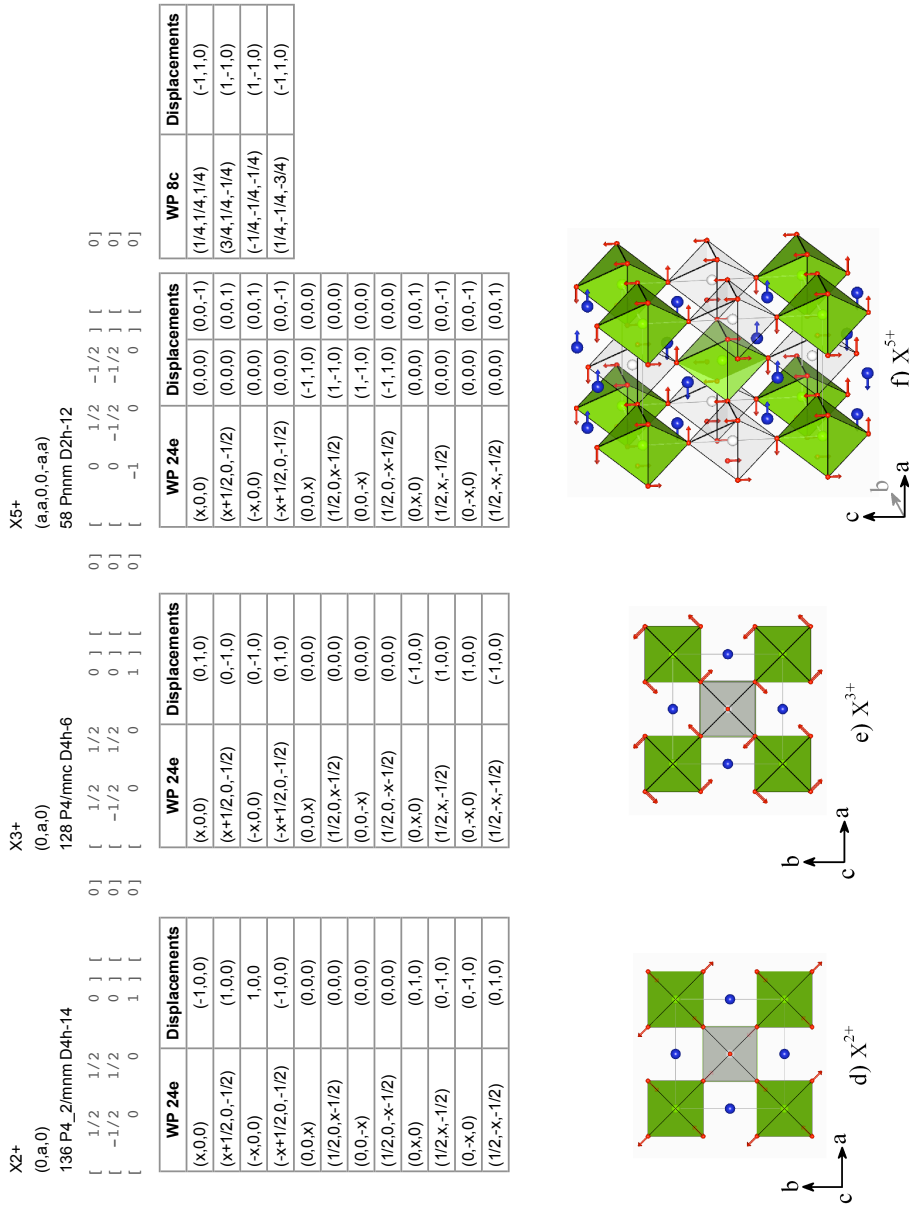 X2+
(0,a,0)
136 P4_2/mnm D4h-14
[ 1/2 1/2 0 ] [ 0]
[ −1/2 1/2 0 ] [ 0]
[ 0 0 1 ] [ 0]
WP 24e Displacements
(x,0,0) (-1,0,0)
(x+1/2,0,-1/2) (1,0,0)
(-x,0,0) 1,0,0
(-x+1/2,0,-1/2) (-1,0,0)
(0,0,x) (0,0,0)
(1/2,0,x-1/2) (0,0,0)
(0,0,-x) (0,0,0)
(1/2,0,-x-1/2) (0,0,0)
(0,x,0) (0,1,0)
(1/2,x,-1/2) (0,-1,0)
(0,-x,0) (0,-1,0)
(1/2,-x,-1/2) (0,1,0)
X3+
(0,a,0)
128 P4/mnc D4h-6
[ 1/2 1/2 0 ] [ 0]
[ −1/2 1/2 0 ] [ 0]
[ 0 0 1 ] [ 0]
WP 24e Displacements
(x,0,0) (0,1,0)
(x+1/2,0,-1/2) (0,-1,0)
(-x,0,0) (0,-1,0)
(-x+1/2,0,-1/2) (0,1,0)
(0,0,x) (0,0,0)
(1/2,0,x-1/2) (0,0,0)
(0,0,-x) (0,0,0)
(1/2,0,-x-1/2) (0,0,0)
(0,x,0) (-1,0,0)
(1/2,x,-1/2) (1,0,0)
(0,-x,0) (1,0,0)
(1/2,-x,-1/2) (-1,0,0)
X5+
(a,a,0,0,-a,a)
58 Pnnm D2h-12
[ 0 1/2 −1/2 ] [ 0]
[ 0 −1/2 −1/2 ] [ 0]
[ −1 0 0 ] [ 0]
WP 24e Displacements
(x,0,0) (0,0,0) (0,0,-1)
(x+1/2,0,-1/2) (0,0,0) (0,0,1)
(-x,0,0) (0,0,0) (0,0,1)
(-x+1/2,0,-1/2) (0,0,0) (0,0,-1)
(0,0,x) (-1,1,0) (0,0,0)
(1/2,0,x-1/2) (1,-1,0) (0,0,0)
(0,0,-x) (1,-1,0) (0,0,0)
(1/2,0,-x-1/2) (-1,1,0) (0,0,0)
(0,x,0) (0,0,0) (0,0,1)
(1/2,x,-1/2) (0,0,0) (0,0,-1)
(0,-x,0) (0,0,0) (0,0,-1)
(1/2,-x,-1/2) (0,0,0) (0,0,1)
WP 8c Displacements
(1/4,1/4,1/4) (-1,1,0)
(3/4,1/4,-1/4) (1,-1,0)
(-1/4,-1/4,-1/4) (1,-1,0)
(1/4,-1/4,-3/4) (-1,1,0)
b
c
a
d) X2+
b
c
a
e) X3+
c
b
a
f) X5+